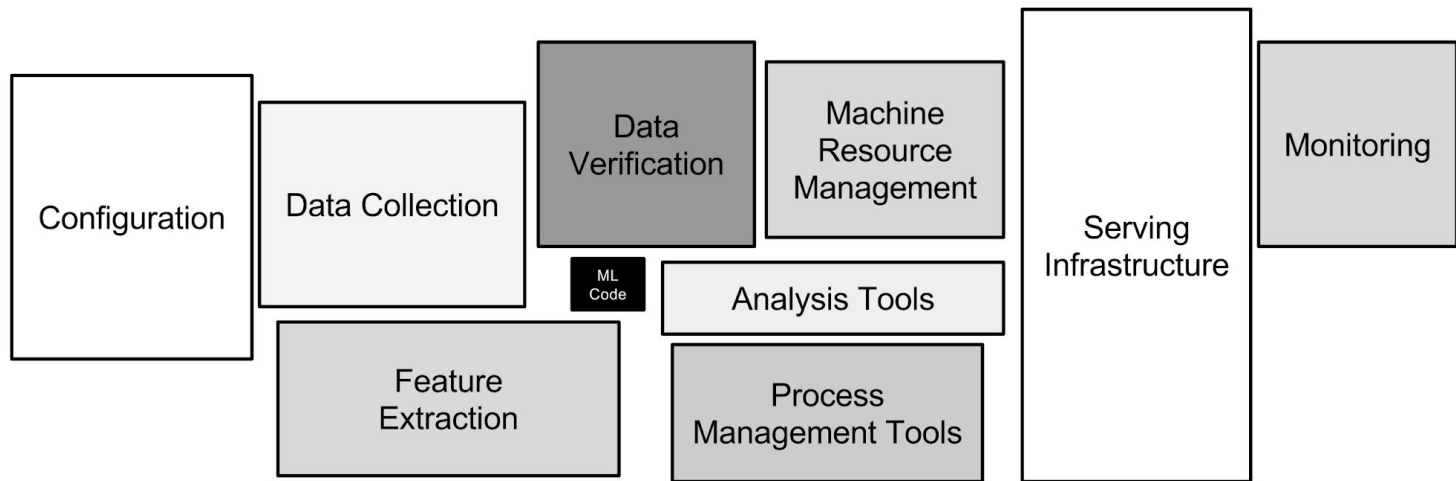 Configuration
Data Collection
Feature
Extraction
Data
Verification
ML
Code
Machine
Resource
Management
Analysis Tools
Process
Management Tools
Serving
Infrastructure
Monitoring